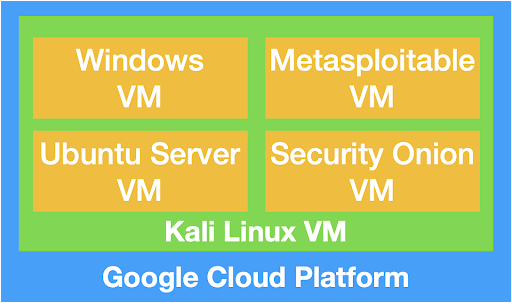 Windows
VM
Metasploitable
VM
Ubuntu Server
VM
Security Onion
VM
Kali Linux VM
Google Cloud Platform